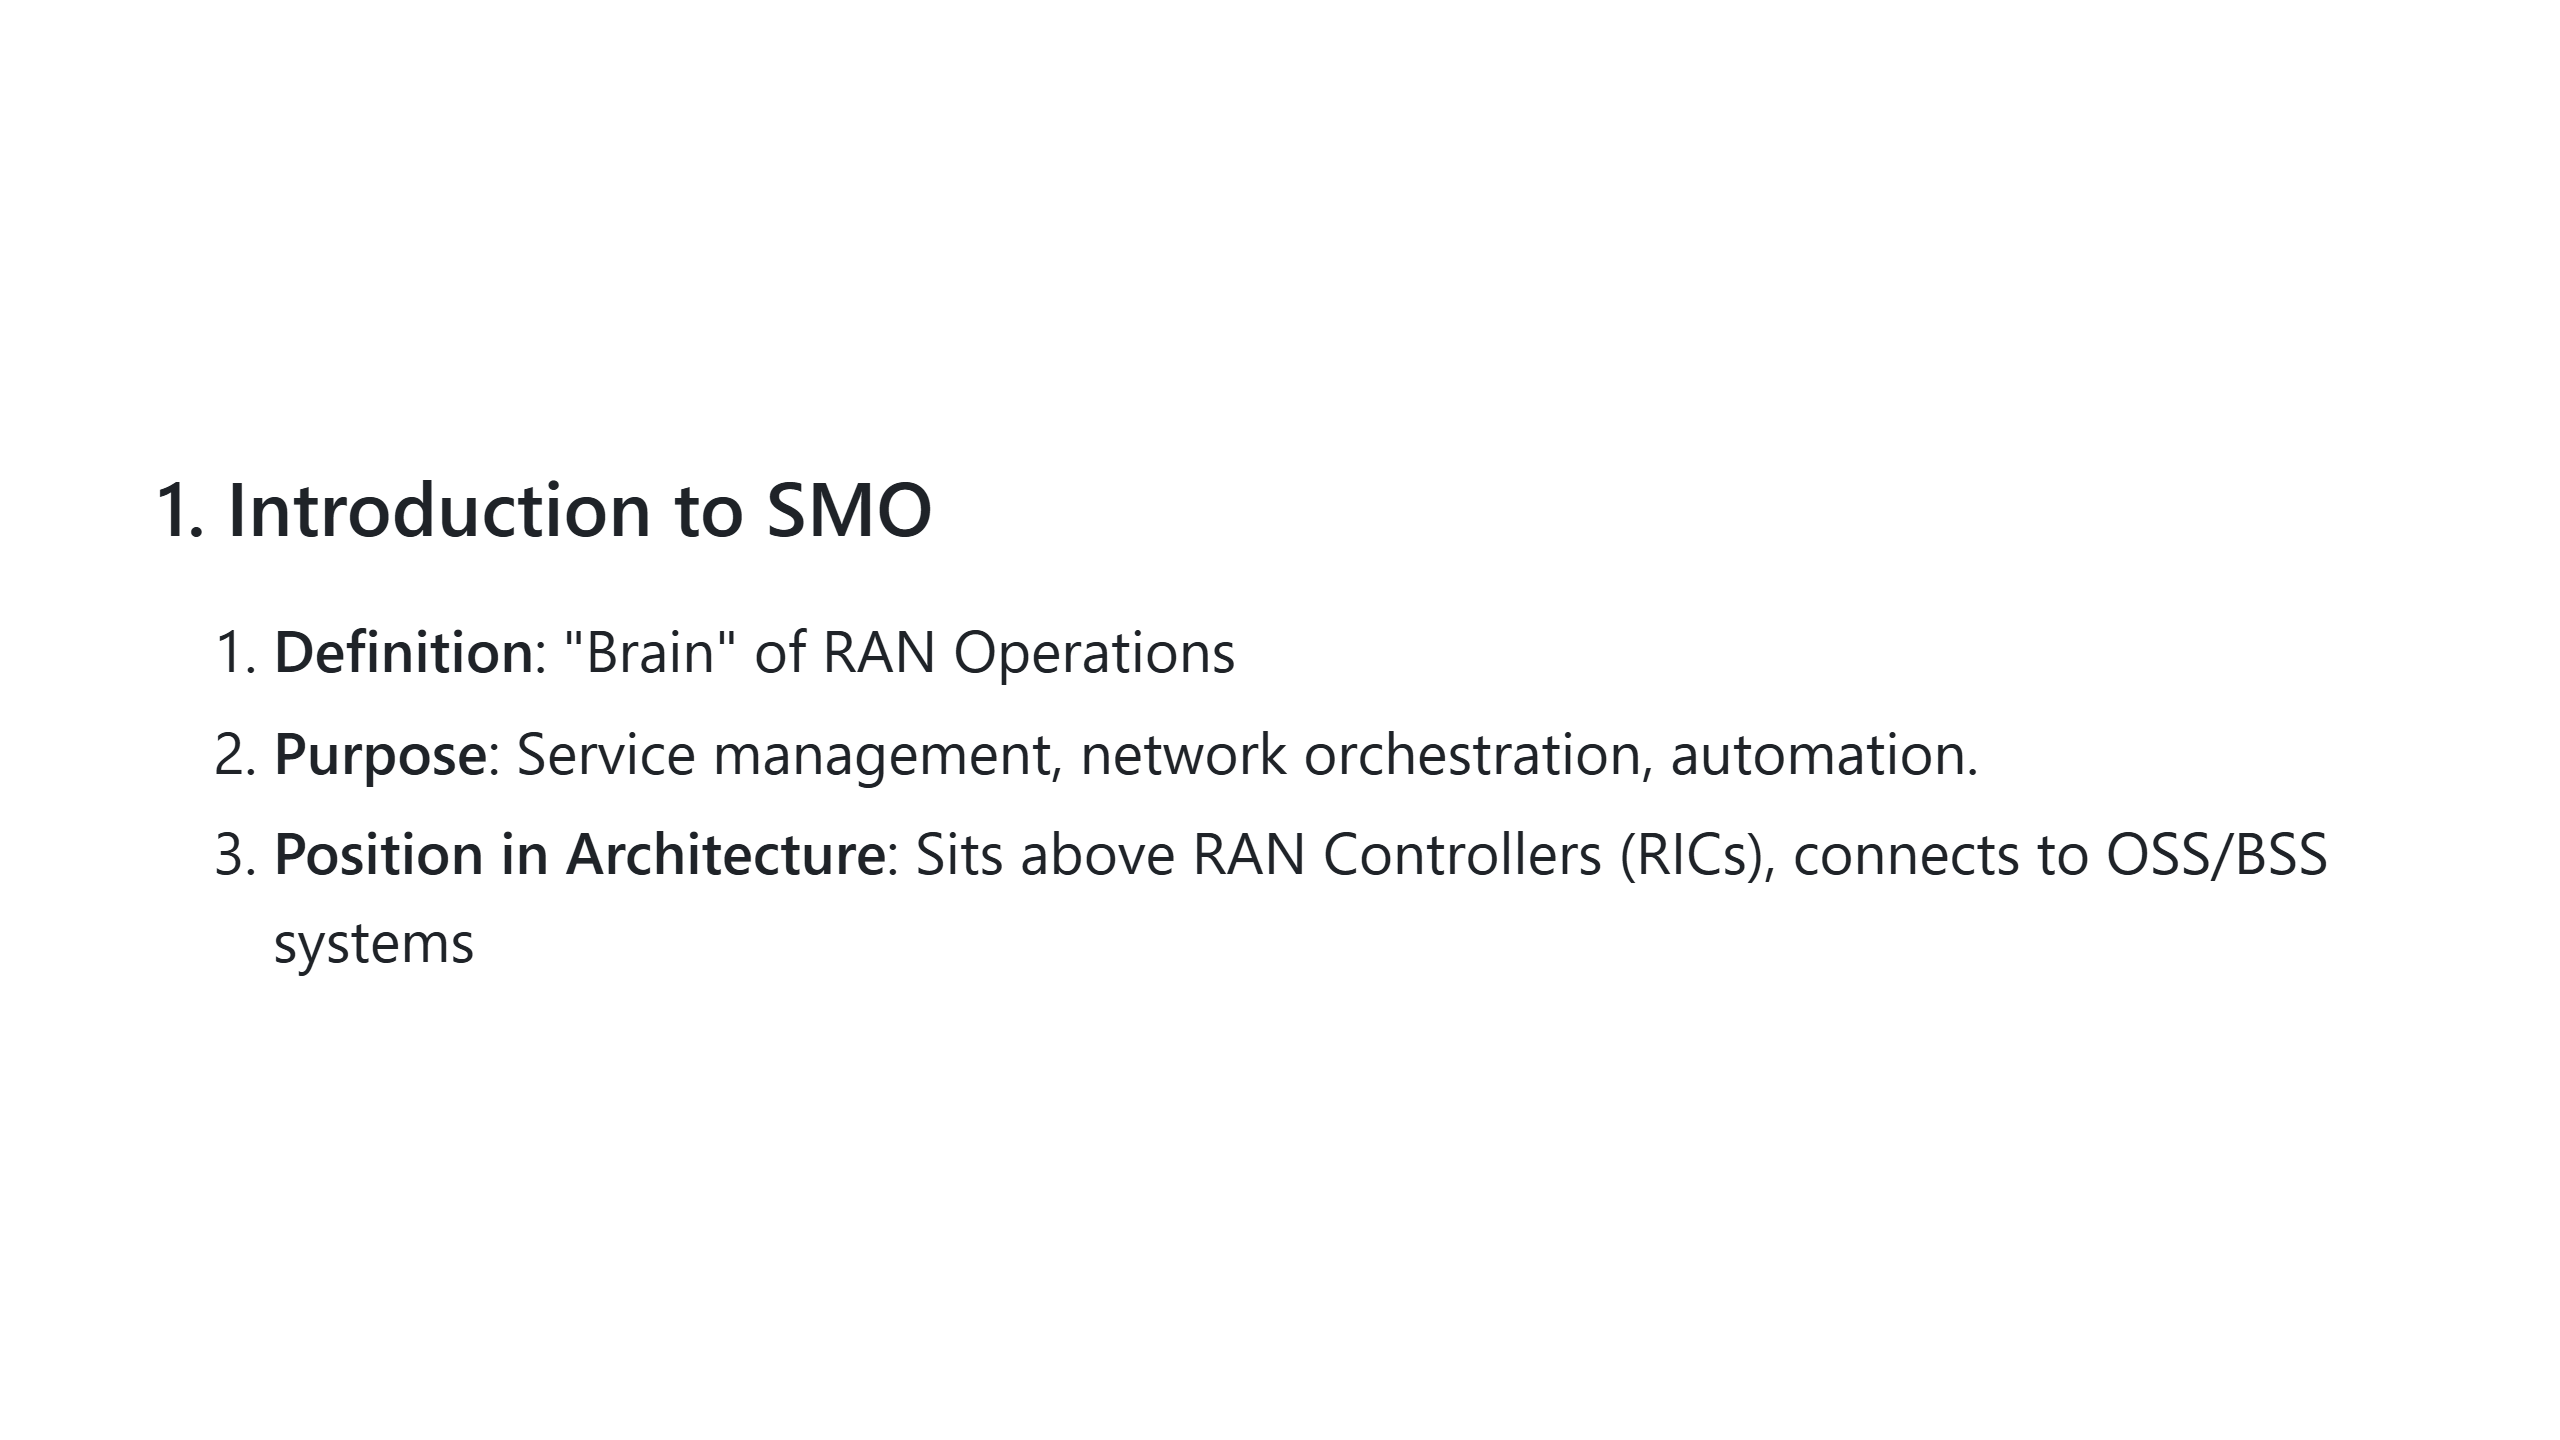 1. Introduction to SMO
1. Definition: "Brain" of RAN Operations
2. Purpose: Service management, network orchestration, automation.
3. Position in Architecture: Sits above RAN Controllers (RICs), connects to OSS/BSS
systems